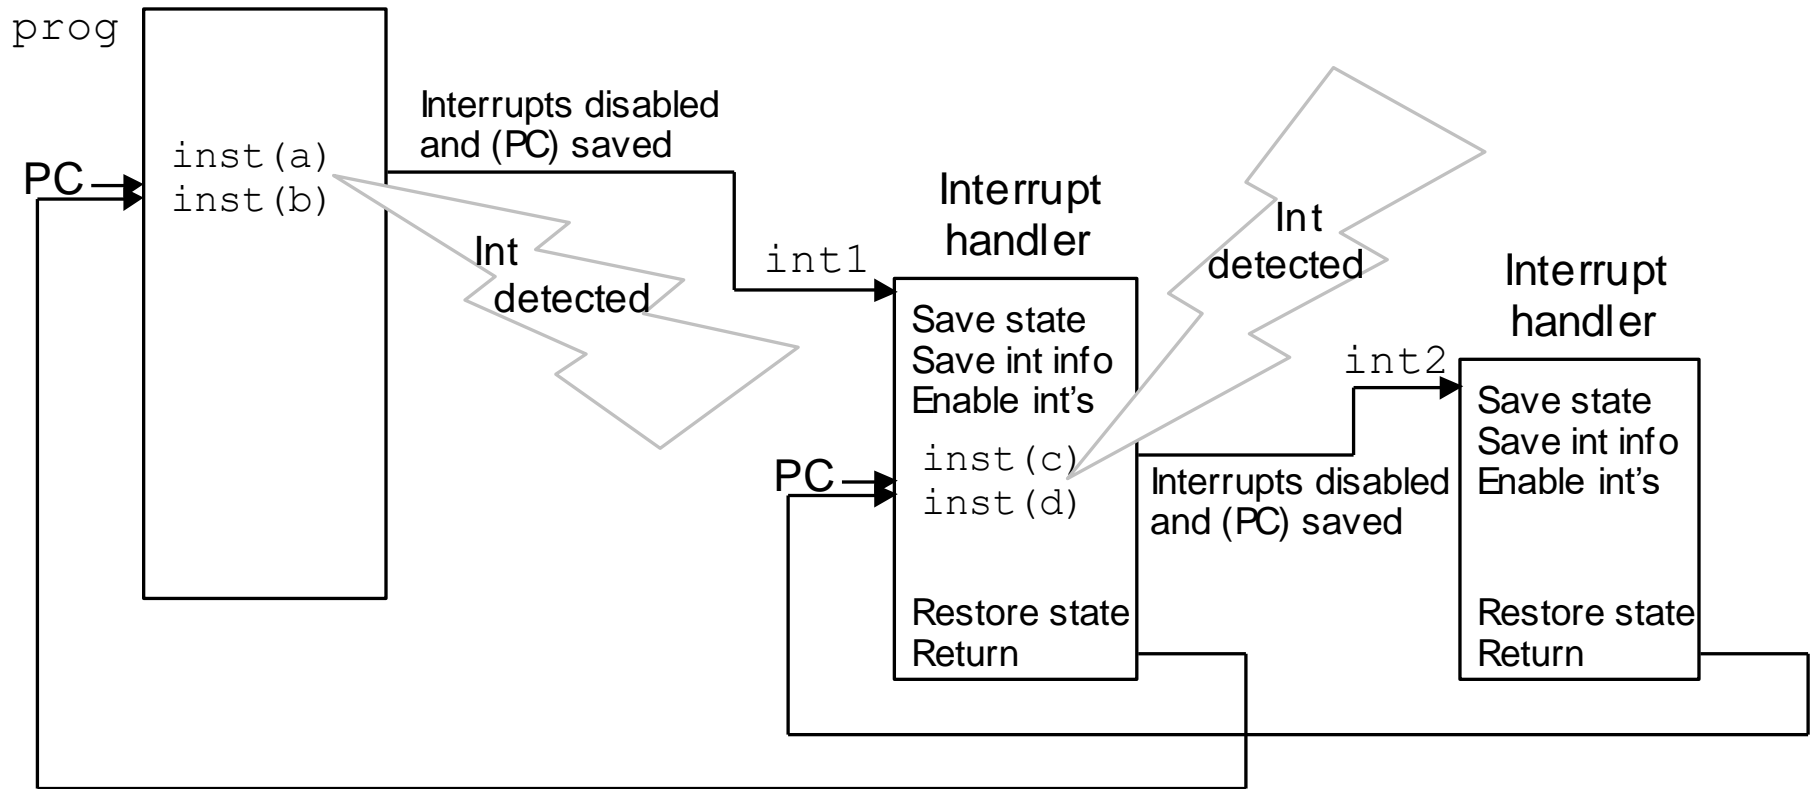 prog
inst(a)
PC
inst(b)
Interrupts disabled
and (PC) saved
Int
detected
int1
Interrupt
handler
Save state
Save int info
Enable int's
inst(c)
PC
inst(d)
Restore state
Return
Int
detected
Interrupts disabled
and (PC) saved
int2
Interrupt
handler
Save state
Save int info
Enable int's
Restore state
Return